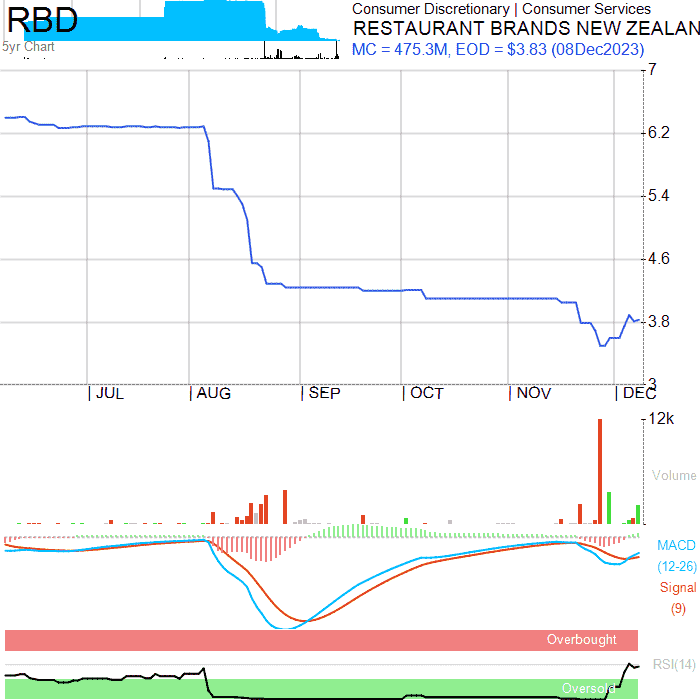 RBD
5yr Chart
Consumer Discretionary | Consumer Services
RESTAURANT BRANDS NEW ZEALAN
MC = 475.3M, EOD = $3.83 (08Dec2023)
7
6.2
5.4
4.6
3.8
3
JUL AUG SEP OCT NOV DEC
12k
Volume
MACD
(12-26)
Signal
(9)
Overbought
RSI(14)
Oversold